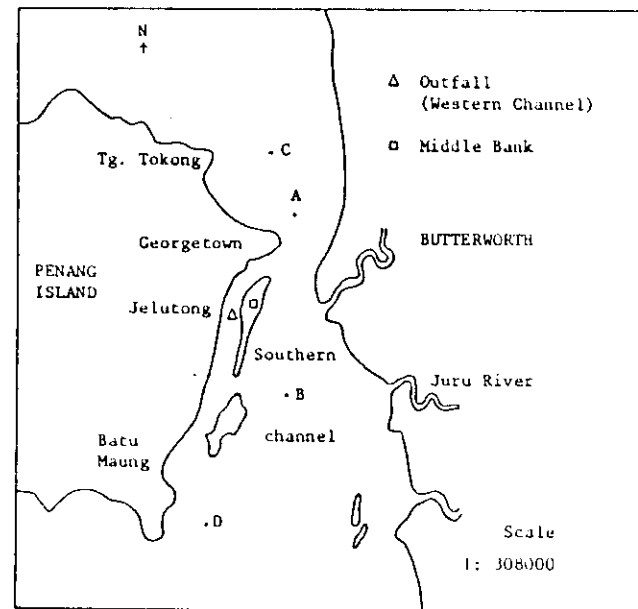 N
Outfall
(Western Channel)
C
Tg. Tokong
Middle Bank
A
Georgetown
BUTTERWORTH
PENANG
ISLAND
Jelutong
Southern
Juru River
B
Batu
Maung
channel
D
Scale
1: 308000